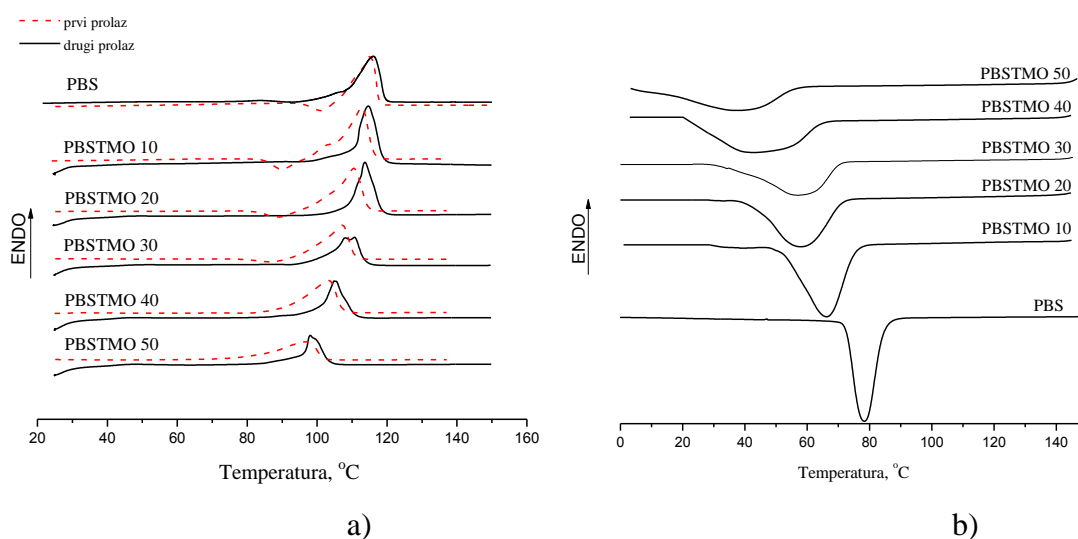 prvi prolaz
drugi prolaz
PBS
PBSTMO 10
PBSTMO 20
PBSTMO 30
PBSTMO 40
PBSTMO 50
ENDO
20 40 60 80 100 120 140 160
Temperatura, °C
a)
PBSTMO 50
PBSTMO 40
PBSTMO 30
PBSTMO 20
PBSTMO 10
PBS
ENDO
0 20 40 60 80 100 120 140
Temperatura, °C
b)